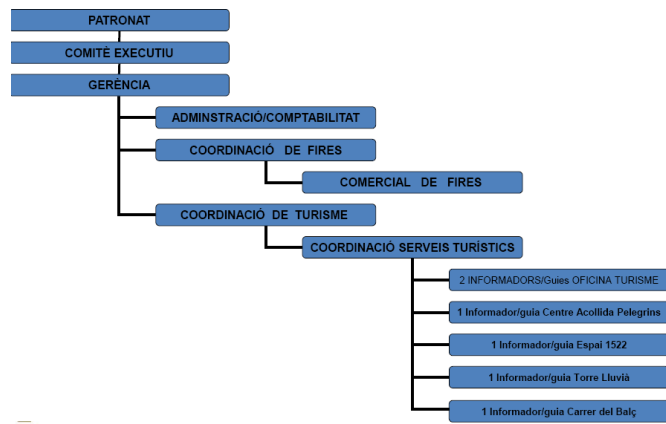 PATRONAT
COMITÈ EXECUTIU
GERÈNCIA
ADMINSTRACIÓ/COMPTABILITAT
COORDINACIÓ DE FIRES
COMERCIAL DE FIRES
COORDINACIÓ DE TURISME
COORDINACIÓ SERVEIS TURÍSTICS
2 INFORMADORS/Guies OFICINA TURISME
1 Informador/guia Centre Acollida Pelegrins
1 Informador/guia Espai 1522
1 Informador/guia Torre Lluvià
1 Informador/guia Carrer del Balç